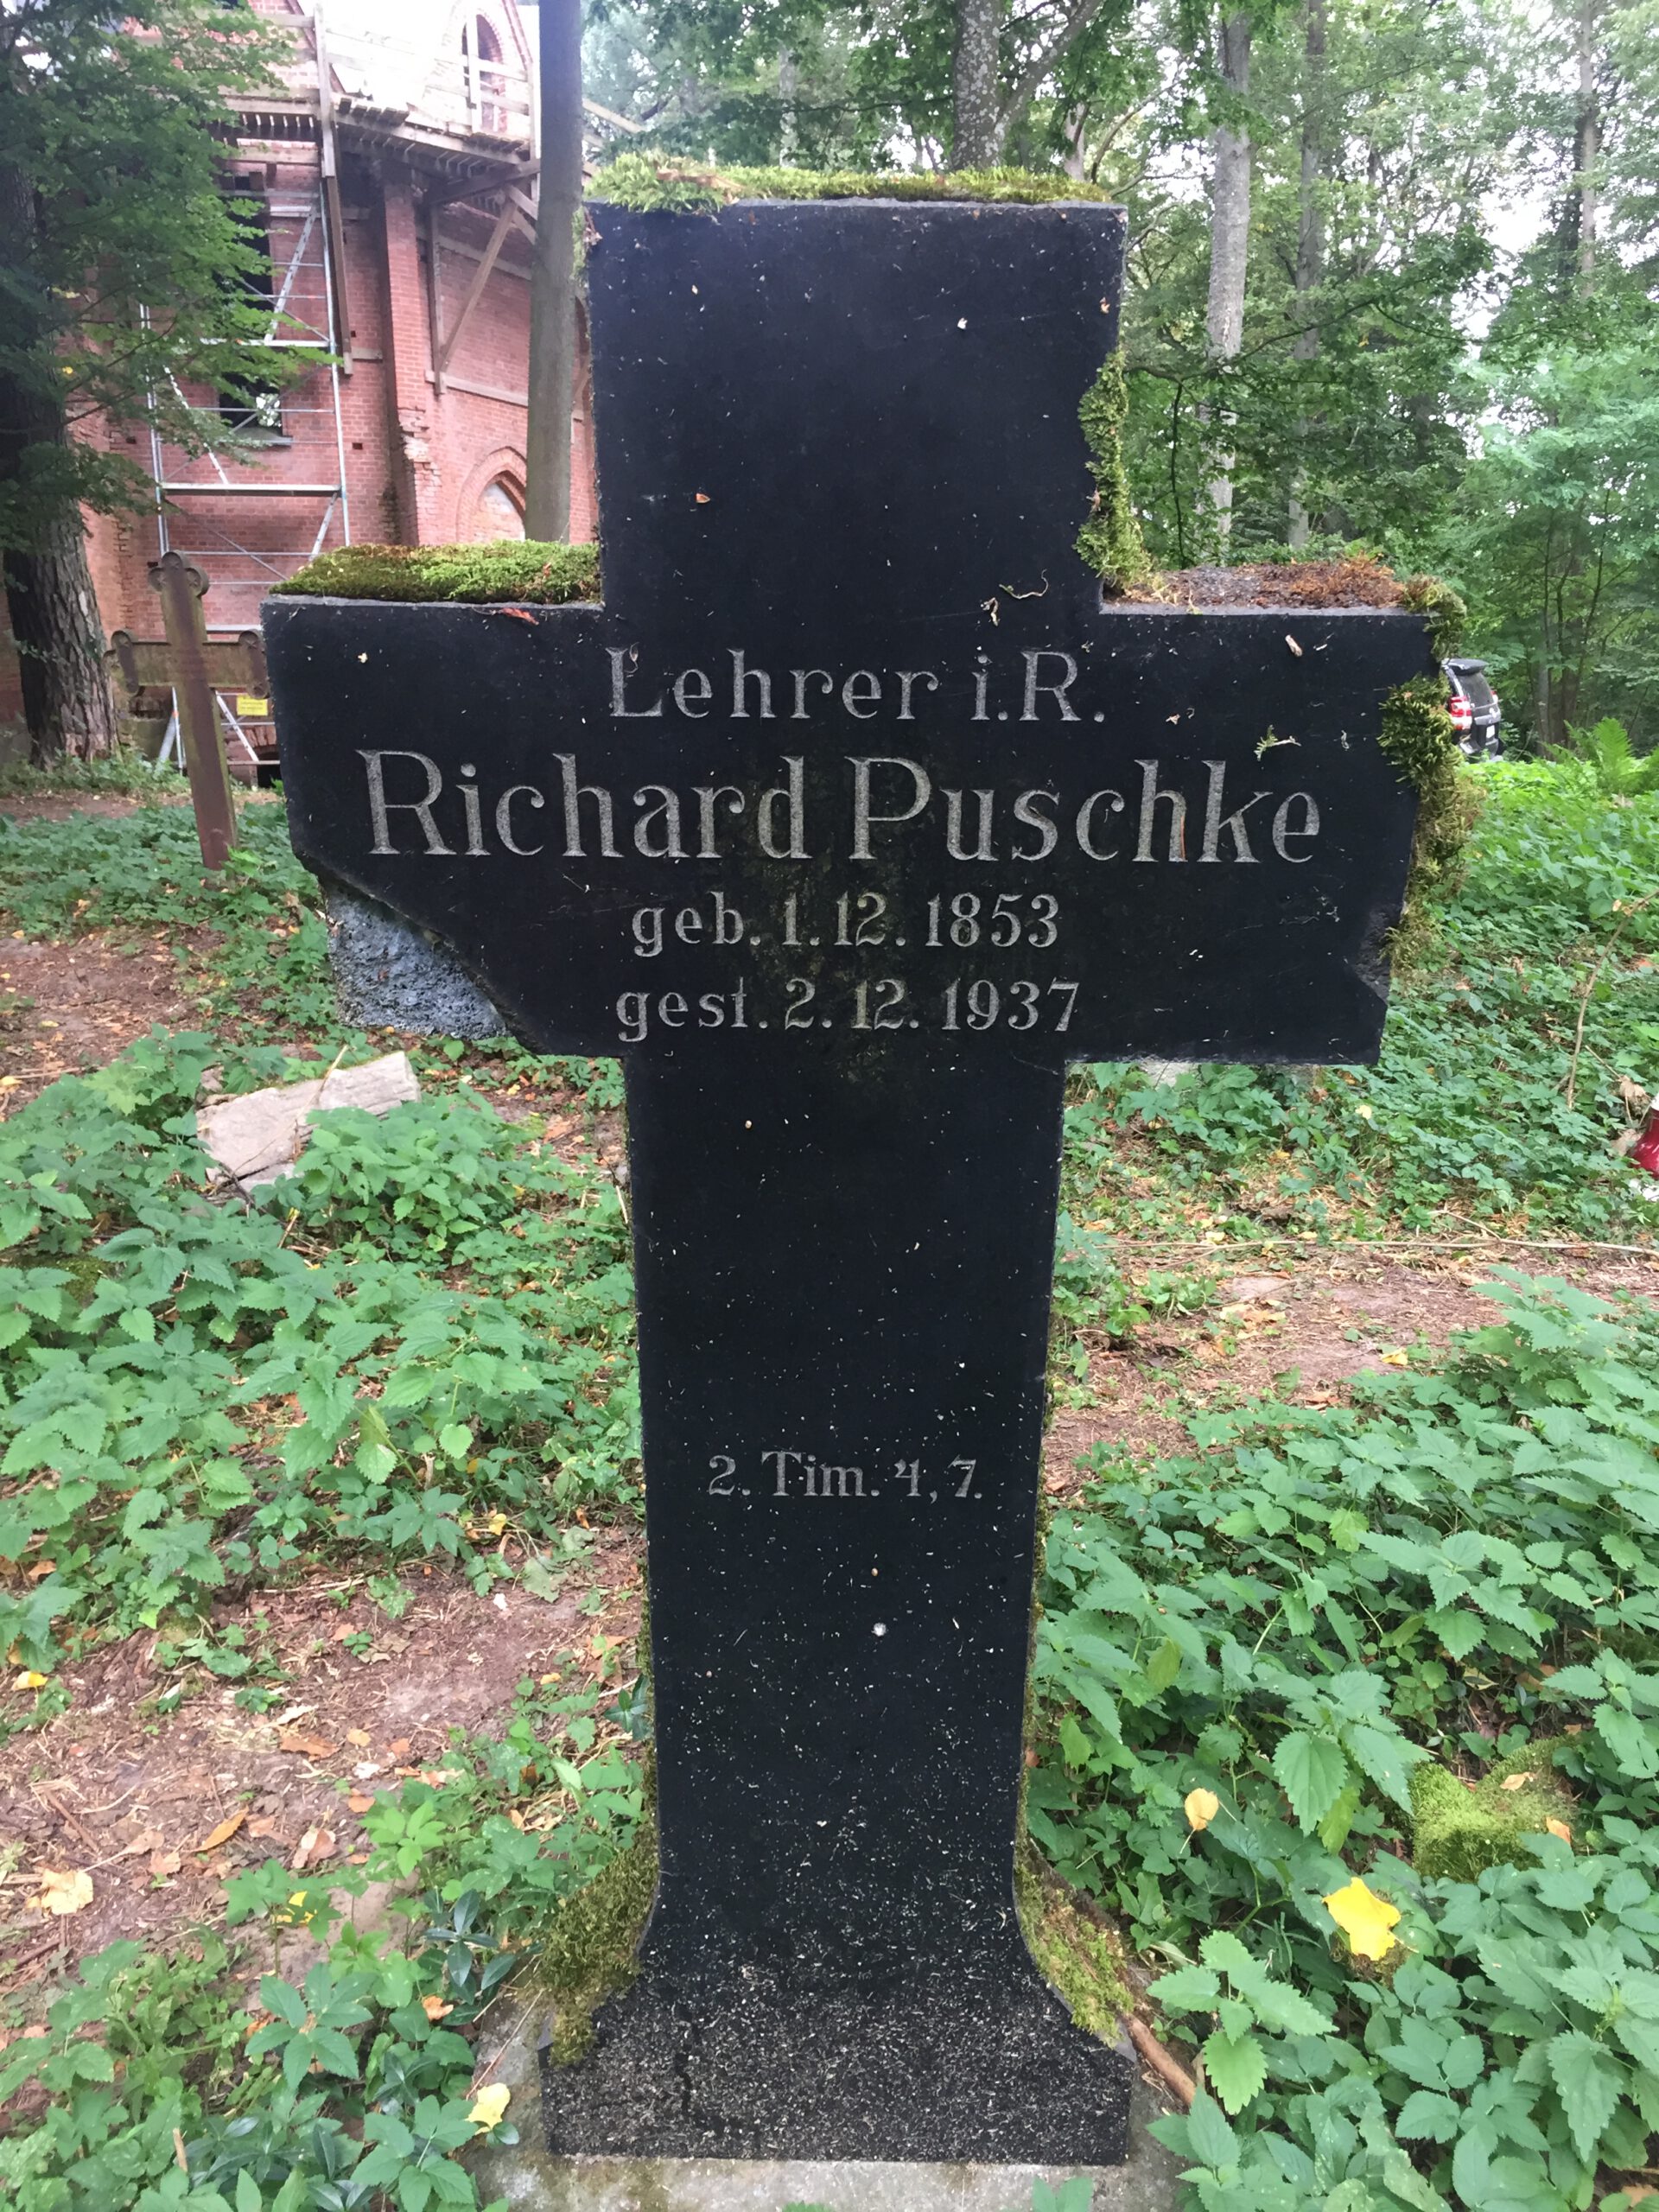 Lehrer i.R.
Richard Puschke
geb. 1.12.1853
gest. 2.12.1937
2. Tim. 4, 7.